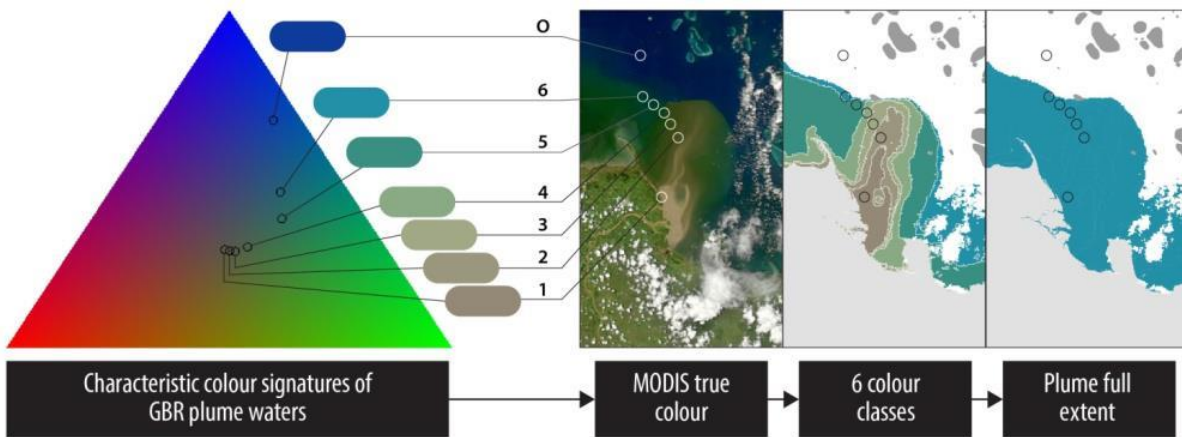 O
6
5
4
3
2
1
Characteristic colour signatures of
GBR plume waters
MODIS true
colour
6 colour
classes
Plume full
extent